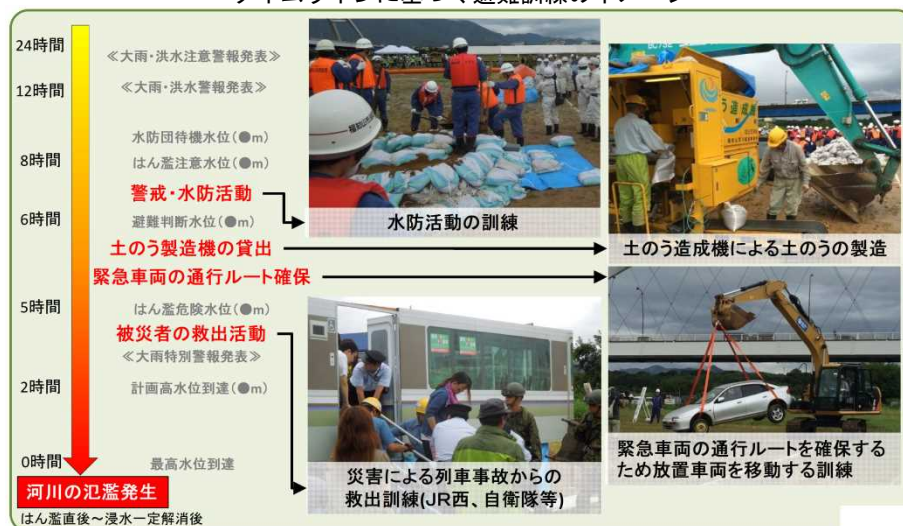 24時間
≪大雨・洪水注意警報発表≫
12時間
≪大雨・洪水警報発表≫
水防団待機水位(●m)
8時間
はん濫注意水位(●m)
警戒・水防活動
6時間
避難判断水位(●m)
土のう製造機の貸出
緊急車両の通行ルート確保
5時間
はん濫危険水位(●m)
被災者の救出活動
≪大雨特別警報発表≫
2時間
計画高水位到達(●m)
0時間
最高水位到達
河川の氾濫発生
はん濫直後～浸水一定解消後
水防活動の訓練
う造成機
土のう造成機による土のうの製造
災害による列車事故からの
救出訓練(JR西、自衛隊等)
緊急車両の通行ルートを確保する
ため放置車両を移動する訓練